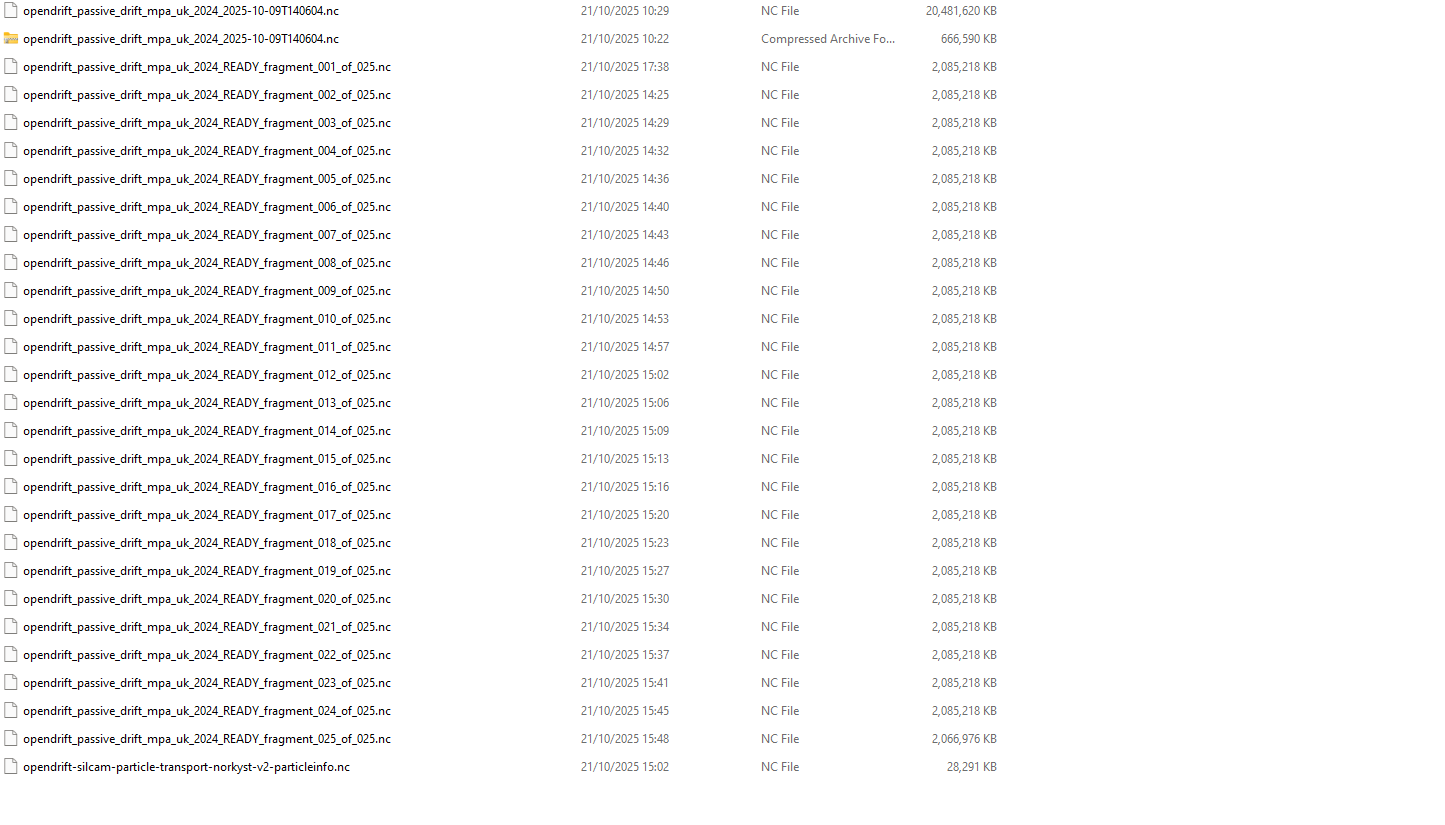 opendrift_passive_drift_mpa_uk_2024_2025-10-09T140604.nc 21/10/2025 10:29 NC File 20,481,620 KB
opendrift_passive_drift_mpa_uk_2024_2025-10-09T140604.nc 21/10/2025 10:22 Compressed Archive Fo... 666,590 KB
opendrift_passive_drift_mpa_uk_2024_READY_fragment_001_of_025.nc 21/10/2025 17:38 NC File 2,085,218 KB
opendrift_passive_drift_mpa_uk_2024_READY_fragment_002_of_025.nc 21/10/2025 14:25 NC File 2,085,218 KB
opendrift_passive_drift_mpa_uk_2024_READY_fragment_003_of_025.nc 21/10/2025 14:29 NC File 2,085,218 KB
opendrift_passive_drift_mpa_uk_2024_READY_fragment_004_of_025.nc 21/10/2025 14:32 NC File 2,085,218 KB
opendrift_passive_drift_mpa_uk_2024_READY_fragment_005_of_025.nc 21/10/2025 14:36 NC File 2,085,218 KB
opendrift_passive_drift_mpa_uk_2024_READY_fragment_006_of_025.nc 21/10/2025 14:40 NC File 2,085,218 KB
opendrift_passive_drift_mpa_uk_2024_READY_fragment_007_of_025.nc 21/10/2025 14:43 NC File 2,085,218 KB
opendrift_passive_drift_mpa_uk_2024_READY_fragment_008_of_025.nc 21/10/2025 14:46 NC File 2,085,218 KB
opendrift_passive_drift_mpa_uk_2024_READY_fragment_009_of_025.nc 21/10/2025 14:50 NC File 2,085,218 KB
opendrift_passive_drift_mpa_uk_2024_READY_fragment_010_of_025.nc 21/10/2025 14:53 NC File 2,085,218 KB
opendrift_passive_drift_mpa_uk_2024_READY_fragment_011_of_025.nc 21/10/2025 14:57 NC File 2,085,218 KB
opendrift_passive_drift_mpa_uk_2024_READY_fragment_012_of_025.nc 21/10/2025 15:02 NC File 2,085,218 KB
opendrift_passive_drift_mpa_uk_2024_READY_fragment_013_of_025.nc 21/10/2025 15:06 NC File 2,085,218 KB
opendrift_passive_drift_mpa_uk_2024_READY_fragment_014_of_025.nc 21/10/2025 15:09 NC File 2,085,218 KB
opendrift_passive_drift_mpa_uk_2024_READY_fragment_015_of_025.nc 21/10/2025 15:13 NC File 2,085,218 KB
opendrift_passive_drift_mpa_uk_2024_READY_fragment_016_of_025.nc 21/10/2025 15:16 NC File 2,085,218 KB
opendrift_passive_drift_mpa_uk_2024_READY_fragment_017_of_025.nc 21/10/2025 15:20 NC File 2,085,218 KB
opendrift_passive_drift_mpa_uk_2024_READY_fragment_018_of_025.nc 21/10/2025 15:23 NC File 2,085,218 KB
opendrift_passive_drift_mpa_uk_2024_READY_fragment_019_of_025.nc 21/10/2025 15:27 NC File 2,085,218 KB
opendrift_passive_drift_mpa_uk_2024_READY_fragment_020_of_025.nc 21/10/2025 15:30 NC File 2,085,218 KB
opendrift_passive_drift_mpa_uk_2024_READY_fragment_021_of_025.nc 21/10/2025 15:34 NC File 2,085,218 KB
opendrift_passive_drift_mpa_uk_2024_READY_fragment_022_of_025.nc 21/10/2025 15:37 NC File 2,085,218 KB
opendrift_passive_drift_mpa_uk_2024_READY_fragment_023_of_025.nc 21/10/2025 15:41 NC File 2,085,218 KB
opendrift_passive_drift_mpa_uk_2024_READY_fragment_024_of_025.nc 21/10/2025 15:45 NC File 2,085,218 KB
opendrift_passive_drift_mpa_uk_2024_READY_fragment_025_of_025.nc 21/10/2025 15:48 NC File 2,066,976 KB
opendrift-silcam-particle-transport-norkyst-v2-particleinfo.nc 21/10/2025 15:02 NC File 28,291 KB